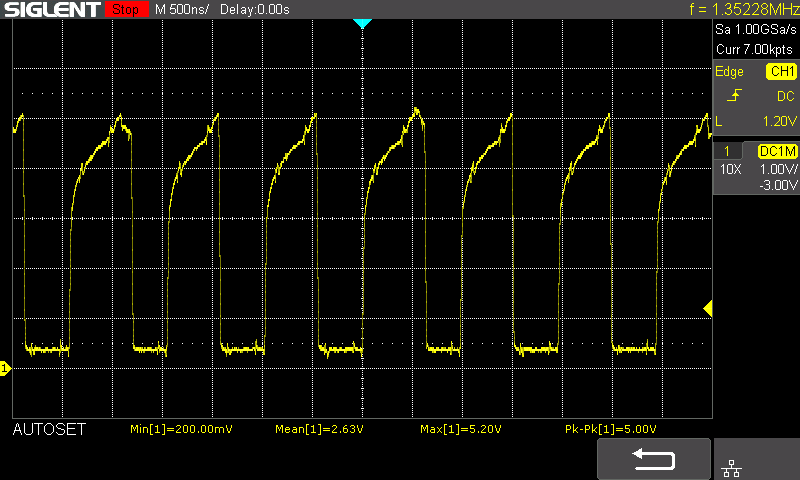 SIGLENT Stop M 500ns/ Delay:0.00s f = 1.35228MHz
Sa 1.00GSa/s
Curr 7.00kpts
Edge CH1
DC
L 1.20V
1 DC1M
10X 1.00V/
-3.00V
1
AUTOSET Min[1]=200.00mV Mean[1]=2.63V Max[1]=5.20V Pk-Pk[1]=5.00V